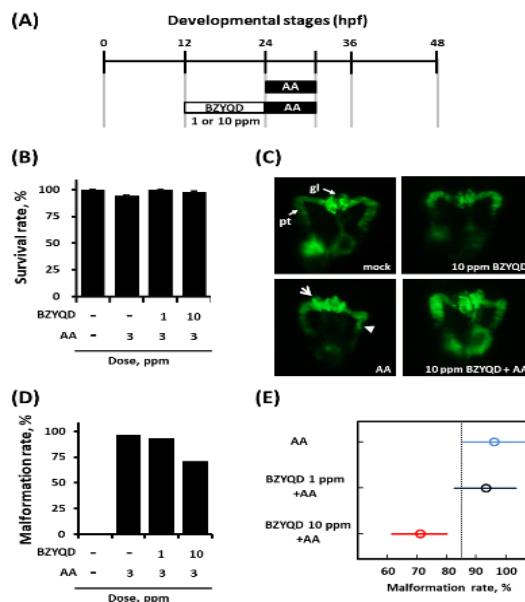 (A)
Developmental stages (hpf)
0 12 24 36 48
AA
BZYQD AA
1 or 10 ppm
(B)
Survival rate, %
100
75
50
25
0
BZYQD – – 1 10
AA – 3 3 3
Dose, ppm
(C)
gl
pt
mock
10 ppm BZYQD
AA
10 ppm BZYQD + AA
(D)
Malformation rate, %
100
75
50
25
0
BZYQD – – 1 10
AA – 3 3 3
Dose, ppm
(E)
AA
BZYQD 1 ppm
+AA
BZYQD 10 ppm
+AA
60 70 80 90 100
Malformation rate, %